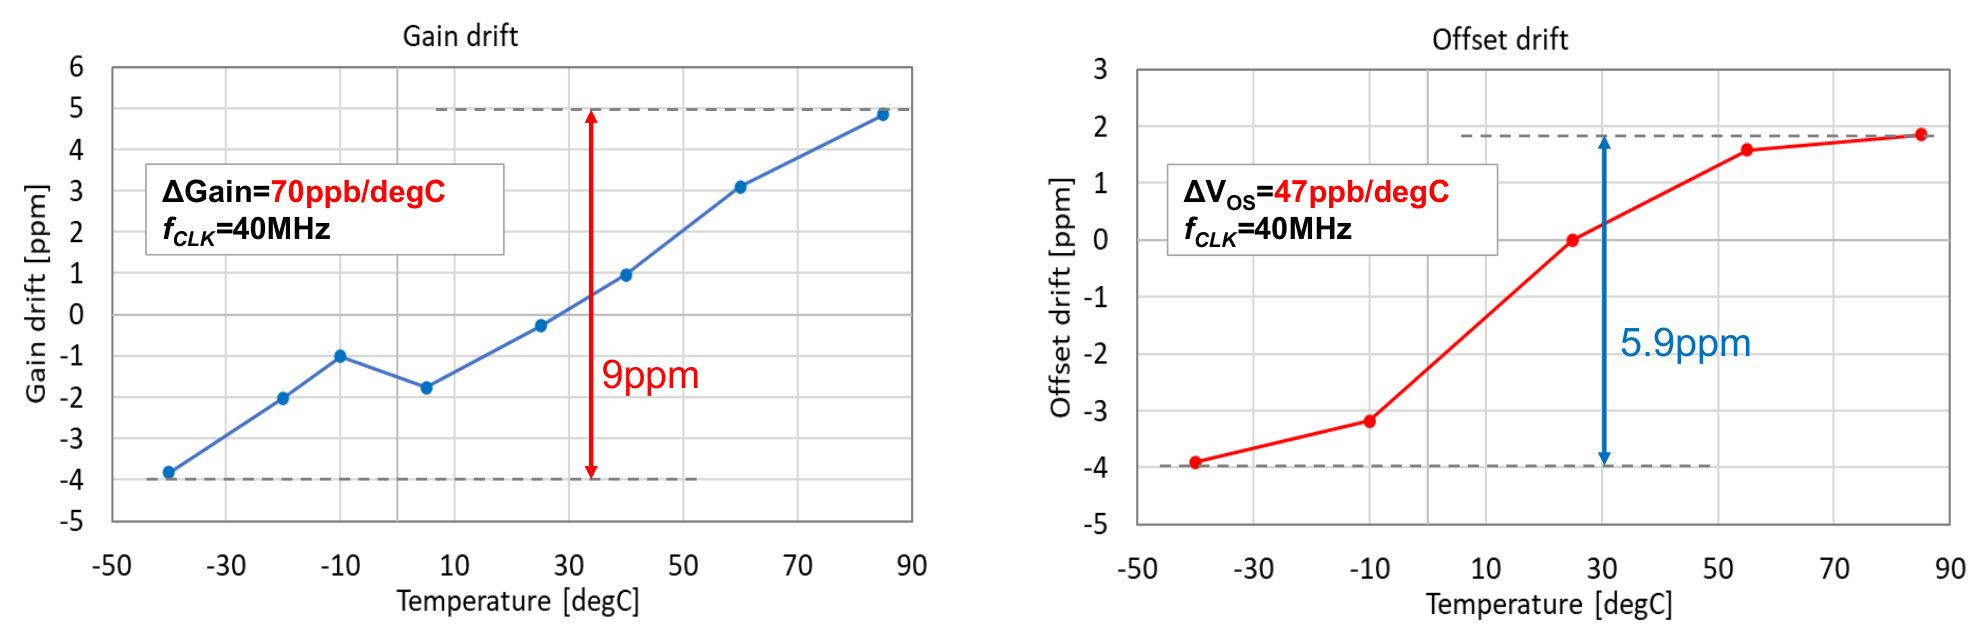 Gain drift
6
5
4
3
2
1
0
-1
-2
-3
-4
-5
Gain drift [ppm]
ΔGain=70ppb/degC
fCLK=40MHz
9ppm
-50 -30 -10 10 30 50 70 90
Temperature [degC]
Offset drift
3
2
1
0
-1
-2
-3
-4
-5
Offset drift [ppm]
ΔVOS=47ppb/degC
fCLK=40MHz
5.9ppm
-50 -30 -10 10 30 50 70 90
Temperature [degC]